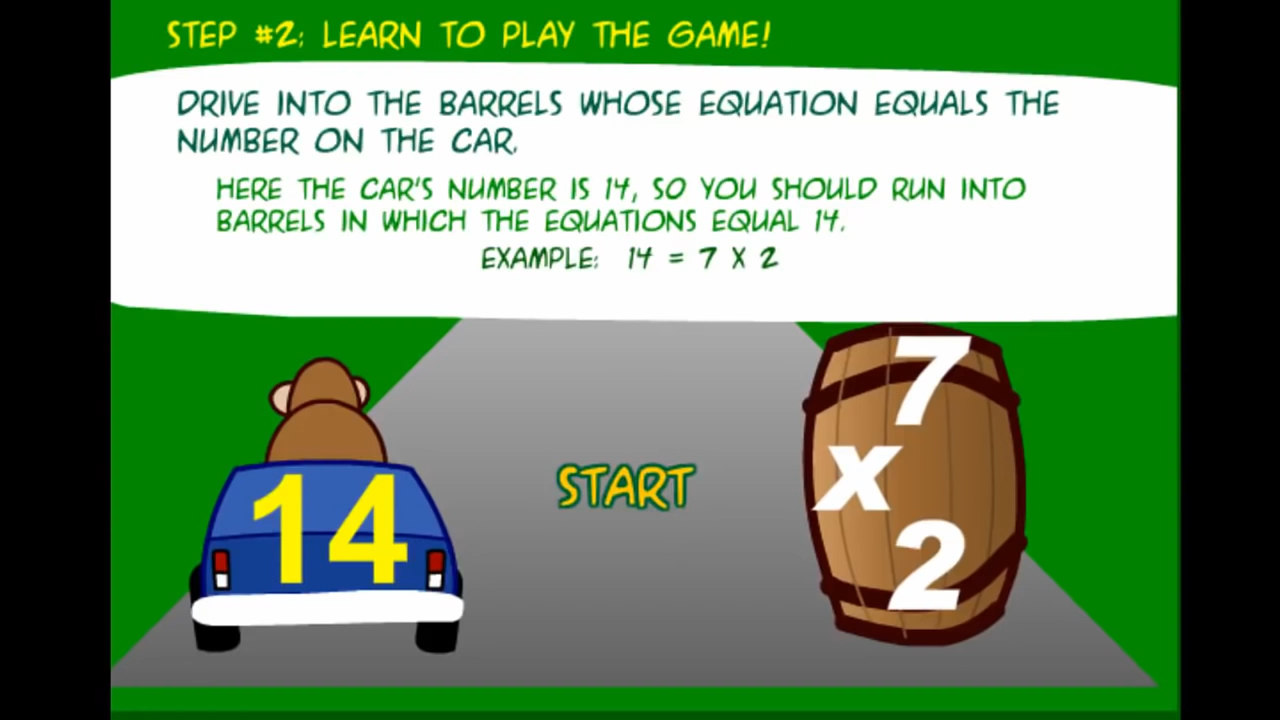 STEP #2: LEARN TO PLAY THE GAME!
DRIVE INTO THE BARRELS WHOSE EQUATION EQUALS THE
NUMBER ON THE CAR.
HERE THE CAR'S NUMBER IS 14, SO YOU SHOULD RUN INTO
BARRELS IN WHICH THE EQUATIONS EQUAL 14.
EXAMPLE: 14 = 7 X 2
14
START
7
x
2